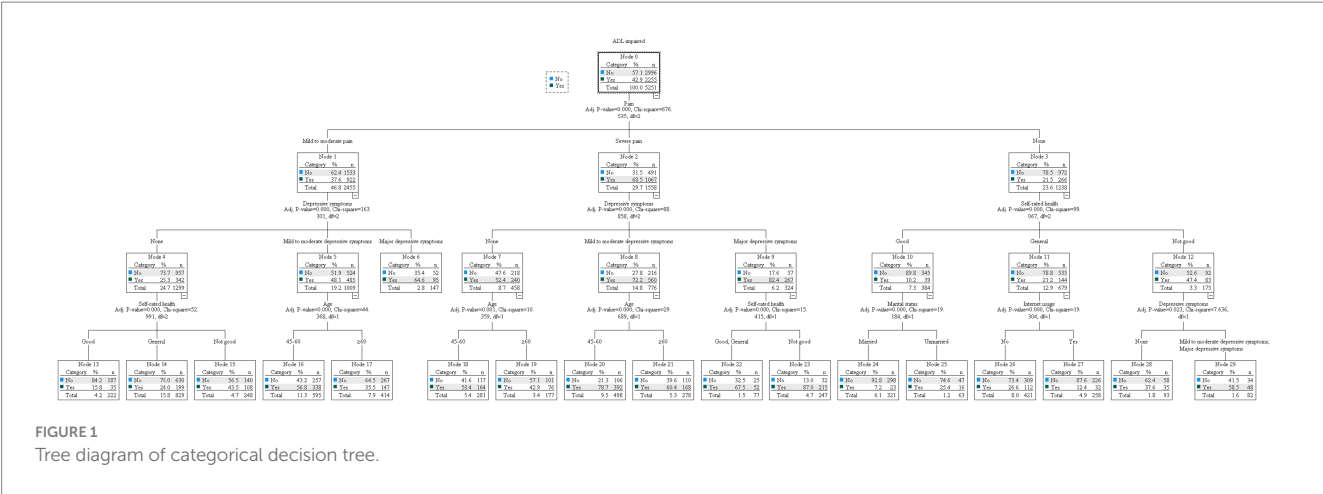 ADL impaired
Node 0
Category % n
No 57.1 2996
Yes 42.9 2255
Total 100.0 5251
No
Yes
Pain
Adj. P-value=0.000, Chi-square=676.
535, df=2
Mild to moderate pain
Severe pain
None
Node 1
Category % n
No 62.4 1533
Yes 37.6 922
Total 46.8 2455
Node 2
Category % n
No 31.5 491
Yes 68.5 1067
Total 29.7 1558
Node 3
Category % n
No 78.5 972
Yes 21.5 266
Total 23.6 1238
Depressive symptoms
Adj. P-value=0.000, Chi-square=163.
301, df=2
Depressive symptoms
Adj. P-value=0.000, Chi-square=88.
858, df=2
Self-rated health
Adj. P-value=0.000, Chi-square=99.
067, df=2
None
Mild to moderate depressive symptoms
Major depressive symptoms
None
Mild to moderate depressive symptoms
Major depressive symptoms
Good
General
Not good
Node 4
Category % n
No 73.7 957
Yes 25.3 342
Total 24.7 1299
Node 5
Category % n
No 51.9 524
Yes 48.1 485
Total 19.2 1009
Node 6
Category % n
No 35.4 52
Yes 64.6 95
Total 2.8 147
Node 7
Category % n
No 47.6 218
Yes 52.4 240
Total 8.7 458
Node 8
Category % n
No 27.8 216
Yes 72.2 560
Total 14.8 776
Node 9
Category % n
No 17.6 57
Yes 82.4 267
Total 6.2 324
Node 10
Category % n
No 89.8 345
Yes 10.2 39
Total 7.3 384
Node 11
Category % n
No 78.8 535
Yes 21.2 144
Total 12.9 679
Node 12
Category % n
No 52.6 92
Yes 47.4 83
Total 3.3 175
Self-rated health
Adj. P-value=0.000, Chi-square=52.
991, df=2
Age
Adj. P-value=0.000, Chi-square=44.
368, df=1
Age
Adj. P-value=0.001, Chi-square=10.
359, df=1
Age
Adj. P-value=0.000, Chi-square=29.
689, df=1
Self-rated health
Adj. P-value=0.000, Chi-square=15.
415, df=1
Marital status
Adj. P-value=0.000, Chi-square=19.
184, df=1
Internet usage
Adj. P-value=0.000, Chi-square=19.
304, df=1
Depressive symptoms
Adj. P-value=0.023, Chi-square=7.636,
df=1
Good
General
Not good
45-60
≥60
45-60
≥60
45-60
≥60
Good, General
Not good
Married
Unmarried
No
Yes
None
Mild to moderate depressive symptoms,
Major depressive symptoms
Node 13
Category % n
No 84.2 187
Yes 15.8 35
Total 4.2 222
Node 14
Category % n
No 75.0 630
Yes 24.0 199
Total 15.8 829
Node 15
Category % n
No 56.5 140
Yes 43.5 108
Total 4.7 248
Node 16
Category % n
No 43.2 257
Yes 56.8 338
Total 11.3 595
Node 17
Category % n
No 64.5 267
Yes 35.5 147
Total 7.9 414
Node 18
Category % n
No 41.6 117
Yes 58.4 164
Total 5.4 281
Node 19
Category % n
No 57.1 101
Yes 42.9 76
Total 3.4 177
Node 20
Category % n
No 21.3 106
Yes 78.7 392
Total 9.5 498
Node 21
Category % n
No 39.6 110
Yes 60.4 168
Total 5.3 278
Node 22
Category % n
No 32.5 25
Yes 67.5 52
Total 1.5 77
Node 23
Category % n
No 13.0 32
Yes 87.0 215
Total 4.7 247
Node 24
Category % n
No 92.8 298
Yes 7.2 23
Total 6.1 321
Node 25
Category % n
No 74.6 47
Yes 25.4 16
Total 1.2 63
Node 26
Category % n
No 73.4 309
Yes 26.6 112
Total 8.0 421
Node 27
Category % n
No 87.6 226
Yes 12.4 32
Total 4.9 258
Node 28
Category % n
No 62.4 58
Yes 37.6 35
Total 1.8 93
Node 29
Category % n
No 41.5 34
Yes 58.5 48
Total 1.6 82
FIGURE 1
Tree diagram of categorical decision tree.